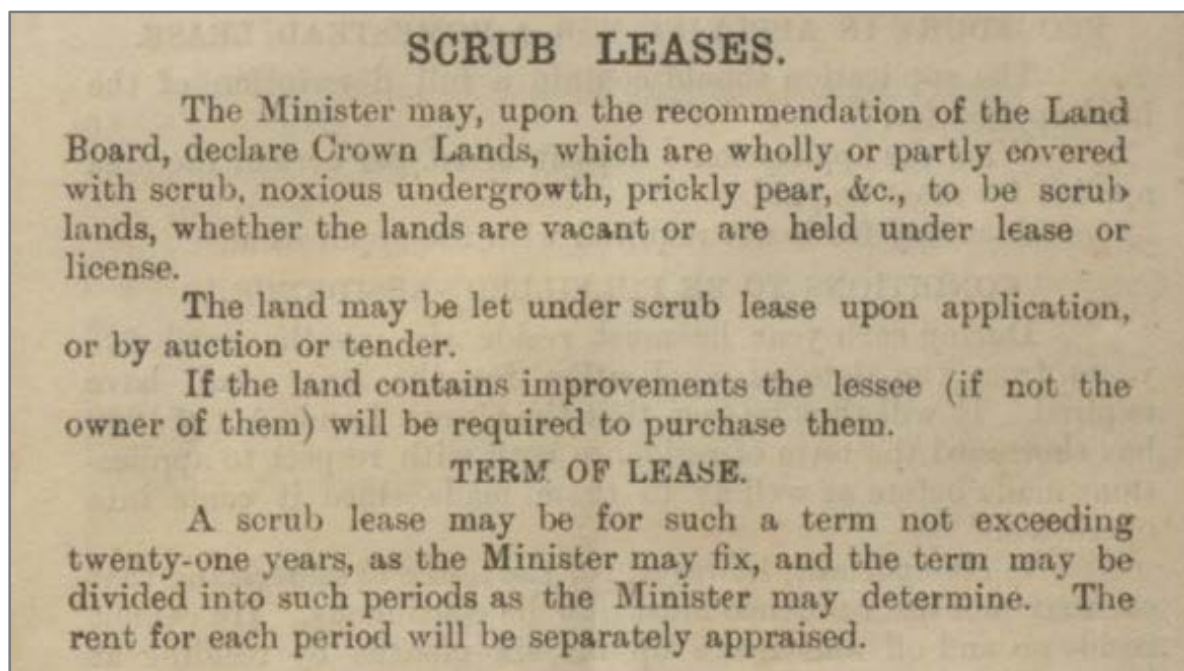 SCRUB LEASES.
The Minister may, upon the recommendation of the Land
Board, declare Crown Lands, which are wholly or partly covered
with scrub, noxious undergrowth, prickly pear, &c., to be scrub
lands, whether the lands are vacant or are held under lease or
license.
The land may be let under scrub lease upon application,
or by auction or tender.
If the land contains improvements the lessee (if not the
owner of them) will be required to purchase them.
TERM OF LEASE.
A scrub lease may be for such a term not exceeding
twenty-one years, as the Minister may fix, and the term may be
divided into such periods as the Minister may determine. The
rent for each period will be separately appraised.